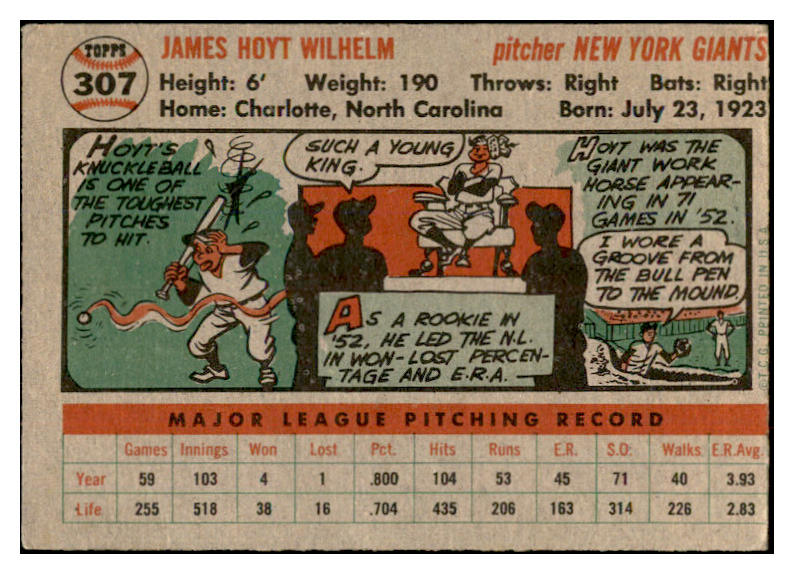 TOPPS
307
JAMES HOYT WILHELM
pitcher NEW YORK GIANTS
Height: 6' Weight: 190 Throws: Right Bats: Right
Home: Charlotte, North Carolina Born: July 23, 1923
HOYT'S
KNUCKLEBALL
IS ONE OF
THE TOUGHEST
PITCHES
TO HIT.
SUCH A YOUNG
KING.
AS A ROOKIE IN
'52, HE LED THE N.L.
IN WON-LOST PERCEN-
TAGE AND E.R.A.
HOYT WAS THE
GIANT WORK
HORSE APPEAR-
ING IN 71
GAMES IN '52.
I WORE A
GROOVE FROM
THE BULL PEN
TO THE MOUND.
©T.C.G. PRINTED IN U.S.A.
MAJOR LEAGUE PITCHING RECORD
Games Innings Won Lost Pct. Hits Runs E.R. S.O. Walks E.R.Avg.
Year 59 103 4 1 .800 104 53 45 71 40 3.93
Life 255 518 38 16 .704 435 206 163 314 226 2.83